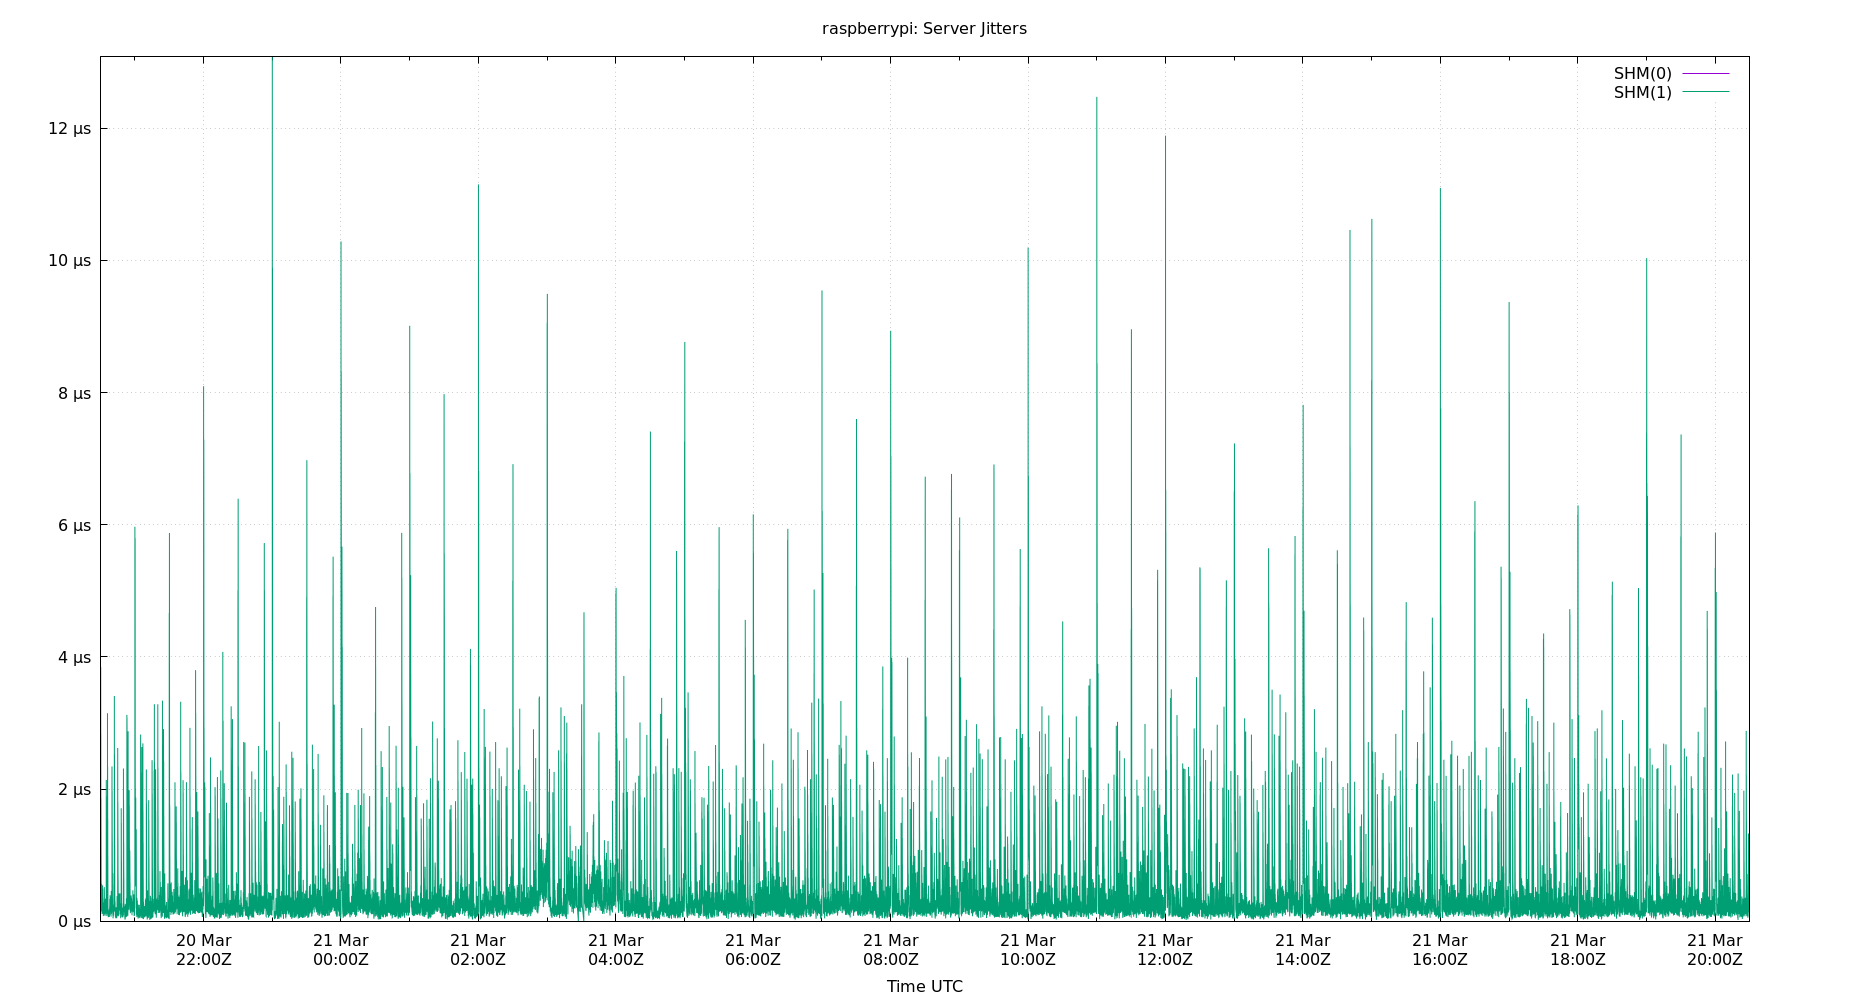 raspberrypi: Server Jitters
SHM(0)
SHM(1)
12 µs
10 µs
8 µs
6 µs
4 µs
2 µs
0 µs
20 Mar 21 Mar 21 Mar 21 Mar 21 Mar 21 Mar 21 Mar 21 Mar 21 Mar 21 Mar 21 Mar 21 Mar
22:00Z 00:00Z 02:00Z 04:00Z 06:00Z 08:00Z 10:00Z 12:00Z 14:00Z 16:00Z 18:00Z 20:00Z
Time UTC